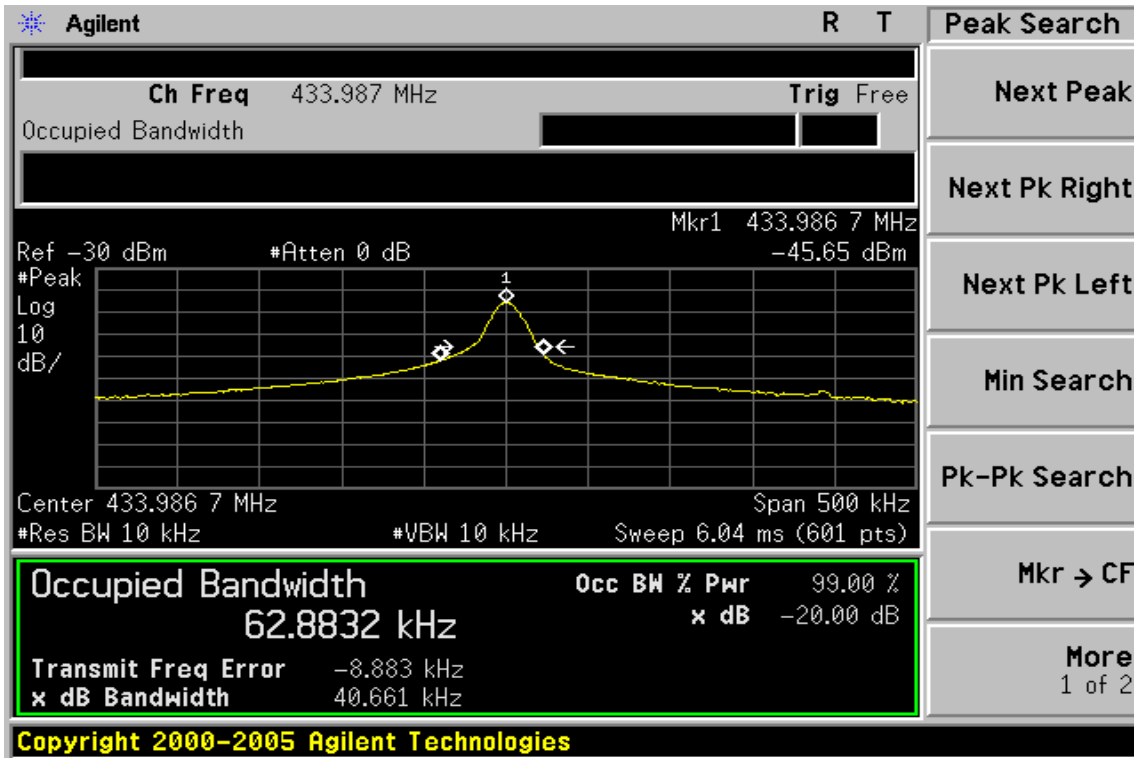 Agilent R T Peak Search
Ch Freq 433.987 MHz Trig Free
Occupied Bandwidth
Mkr1 433.986 7 MHz
Ref -30 dBm #Atten 0 dB -45.65 dBm
#Peak
Log
10
dB/
1
Center 433.986 7 MHz Span 500 kHz
#Res BW 10 kHz #VBW 10 kHz Sweep 6.04 ms (601 pts)
Occupied Bandwidth Occ BW % Pwr 99.00 %
62.8832 kHz x dB -20.00 dB
Transmit Freq Error -8.883 kHz
x dB Bandwidth 40.661 kHz
Copyright 2000-2005 Agilent Technologies
Next Peak
Next Pk Right
Next Pk Left
Min Search
Pk-Pk Search
Mkr → CF
More
1 of 2